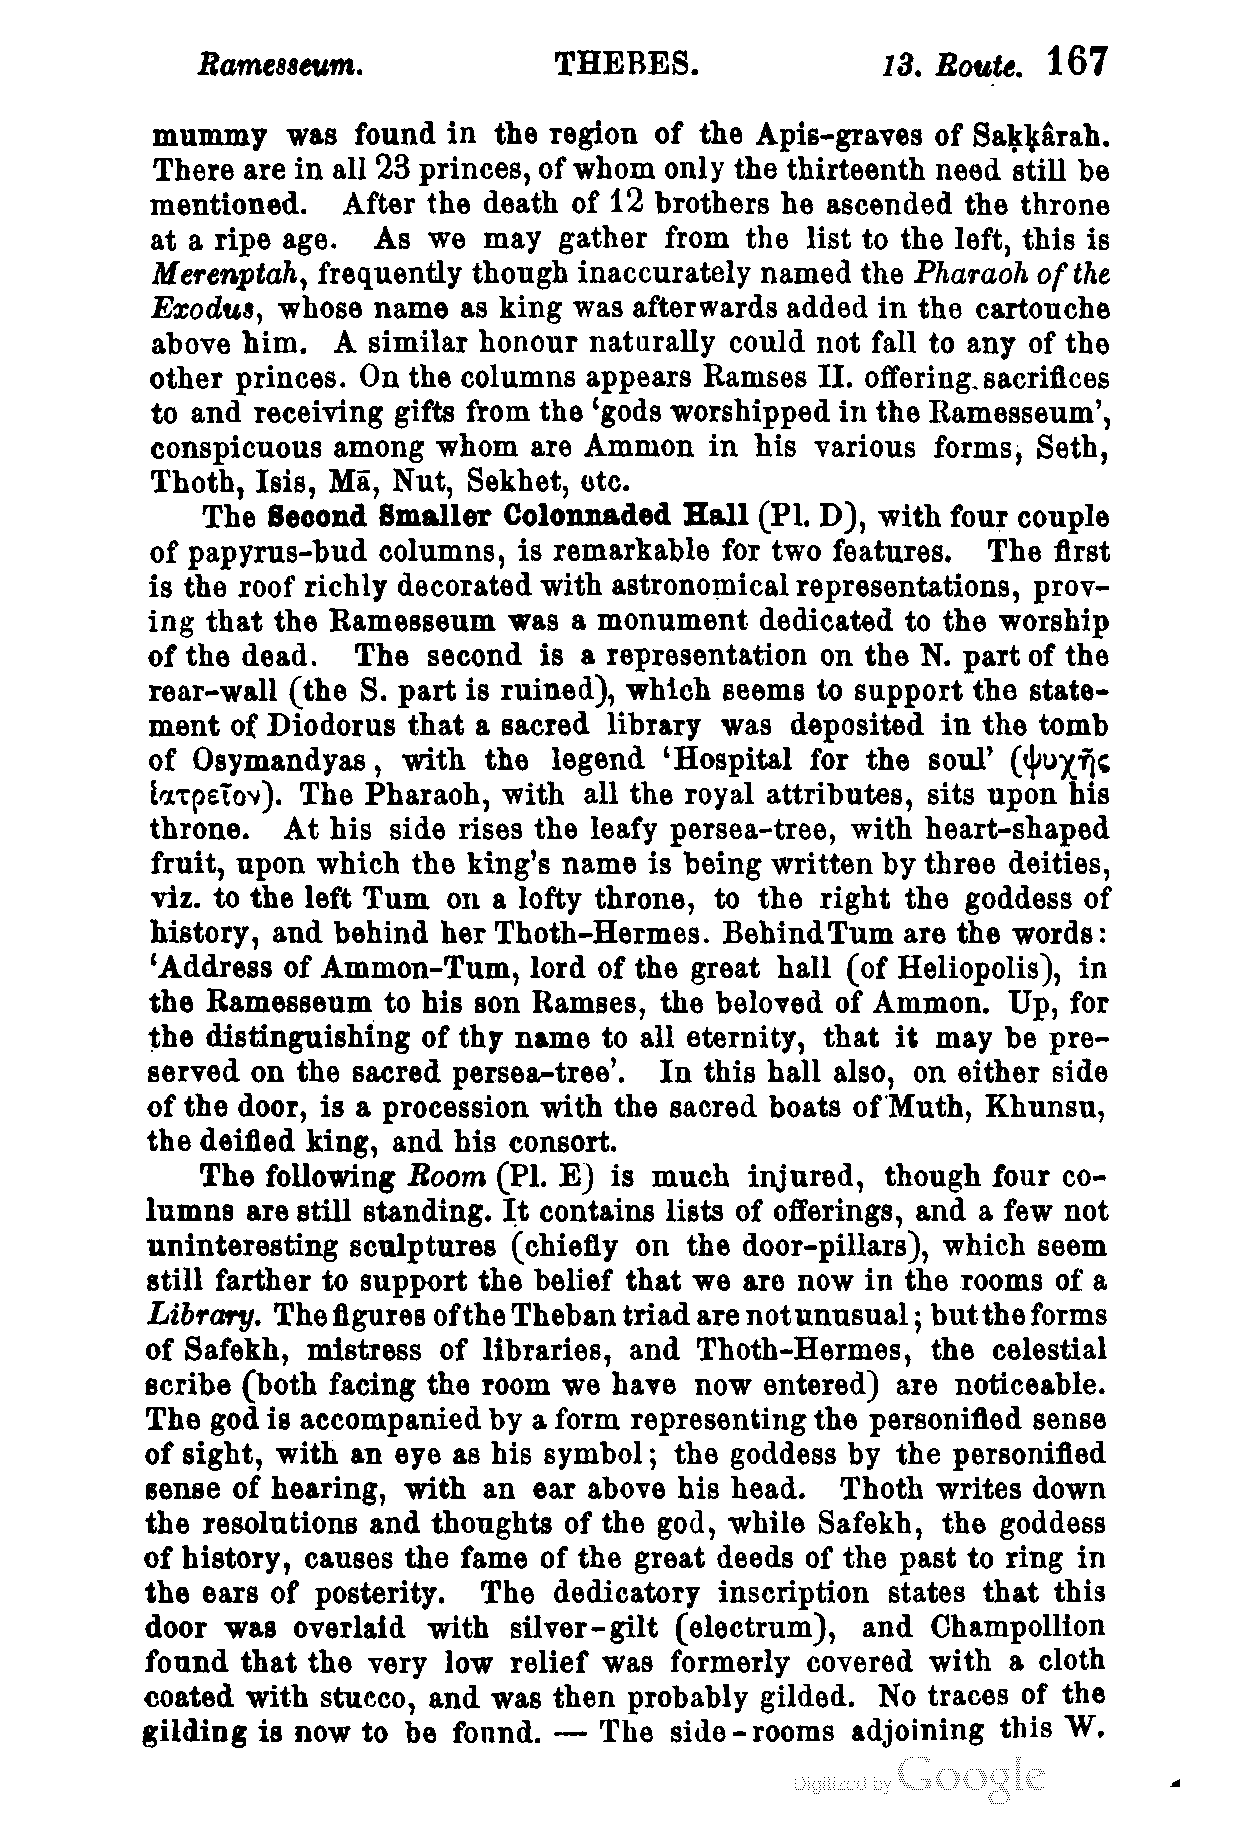 Ramesseum. THEBES. 13. Route. 167
mummy was found in the region of the Apis-graves of Saḳḳârah.
There are in all 23 princes, of whom only the thirteenth need still be
mentioned. After the death of 12 brothers he ascended the throne
at a ripe age. As we may gather from the list to the left, this is
Merenptah, frequently though inaccurately named the Pharaoh of the
Exodus, whose name as king was afterwards added in the cartouche
above him. A similar honour naturally could not fall to any of the
other princes. On the columns appears Ramses II. offering sacrifices
to and receiving gifts from the ‘gods worshipped in the Ramesseum’,
conspicuous among whom are Ammon in his various forms, Seth,
Thoth, Isis, Mā, Nut, Sekhet, etc.
The Second Smaller Colonnaded Hall (Pl. D), with four couple
of papyrus-bud columns, is remarkable for two features. The first
is the roof richly decorated with astronomical representations, prov-
ing that the Ramesseum was a monument dedicated to the worship
of the dead. The second is a representation on the N. part of the
rear-wall (the S. part is ruined), which seems to support the state-
ment of Diodorus that a sacred library was deposited in the tomb
of Osymandyas, with the legend ‘Hospital for the soul’ (ψυχῆς
ἰατρεῖον). The Pharaoh, with all the royal attributes, sits upon his
throne. At his side rises the leafy persea-tree, with heart-shaped
fruit, upon which the king's name is being written by three deities,
viz. to the left Tum on a lofty throne, to the right the goddess of
history, and behind her Thoth-Hermes. Behind Tum are the words:
‘Address of Ammon-Tum, lord of the great hall (of Heliopolis), in
the Ramesseum to his son Ramses, the beloved of Ammon. Up, for
the distinguishing of thy name to all eternity, that it may be pre-
served on the sacred persea-tree’. In this hall also, on either side
of the door, is a procession with the sacred boats of Muth, Khunsu,
the deified king, and his consort.
The following Room (Pl. E) is much injured, though four co-
lumns are still standing. It contains lists of offerings, and a few not
uninteresting sculptures (chiefly on the door-pillars), which seem
still farther to support the belief that we are now in the rooms of a
Library. The figures of the Theban triad are not unusual; but the forms
of Safekh, mistress of libraries, and Thoth-Hermes, the celestial
scribe (both facing the room we have now entered) are noticeable.
The god is accompanied by a form representing the personified sense
of sight, with an eye as his symbol; the goddess by the personified
sense of hearing, with an ear above his head. Thoth writes down
the resolutions and thoughts of the god, while Safekh, the goddess
of history, causes the fame of the great deeds of the past to ring in
the ears of posterity. The dedicatory inscription states that this
door was overlaid with silver-gilt (electrum), and Champollion
found that the very low relief was formerly covered with a cloth
coated with stucco, and was then probably gilded. No traces of the
gilding is now to be found. — The side-rooms adjoining this W.
Digitized by Google